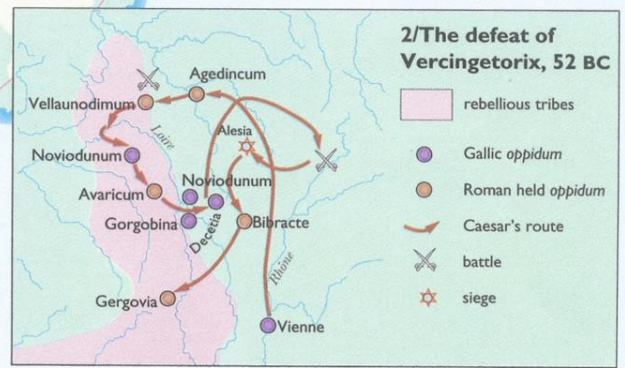 2/The defeat of
Vercingetorix, 52 BC
rebellious tribes
Gallic oppidum
Roman held oppidum
Caesar's route
battle
siege
Agedincum
Vellaunodimum
Loire
Alesia
Noviodunum
Noviodunum
Avaricum
Gorgobina
Decetia
Bibracte
Rhône
Gergovia
Vienne